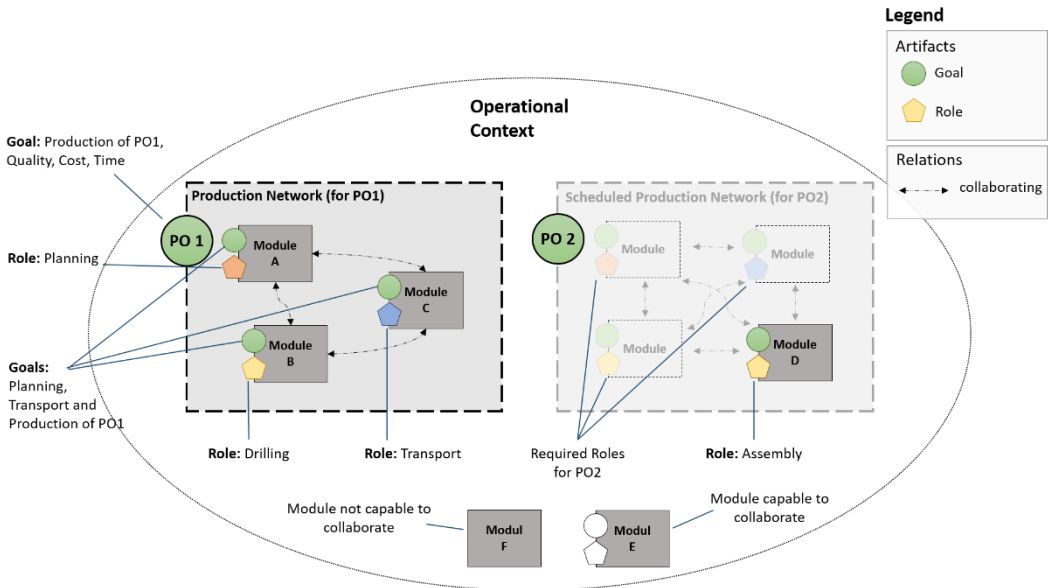 Legend
Artifacts
Goal
Role
Relations
collaborating
Operational
Context
Goal: Production of PO1,
Quality, Cost, Time
Production Network (for PO1)
PO 1
Module
A
Role: Planning
Module
C
Module
B
Goals:
Planning,
Transport and
Production of PO1
Role: Drilling
Role: Transport
Scheduled Production Network (for PO2)
PO 2
Module
Module
Module
Module
D
Required Roles
for PO2
Role: Assembly
Module not capable to
collaborate
Modul
F
Modul
E
Module capable to
collaborate